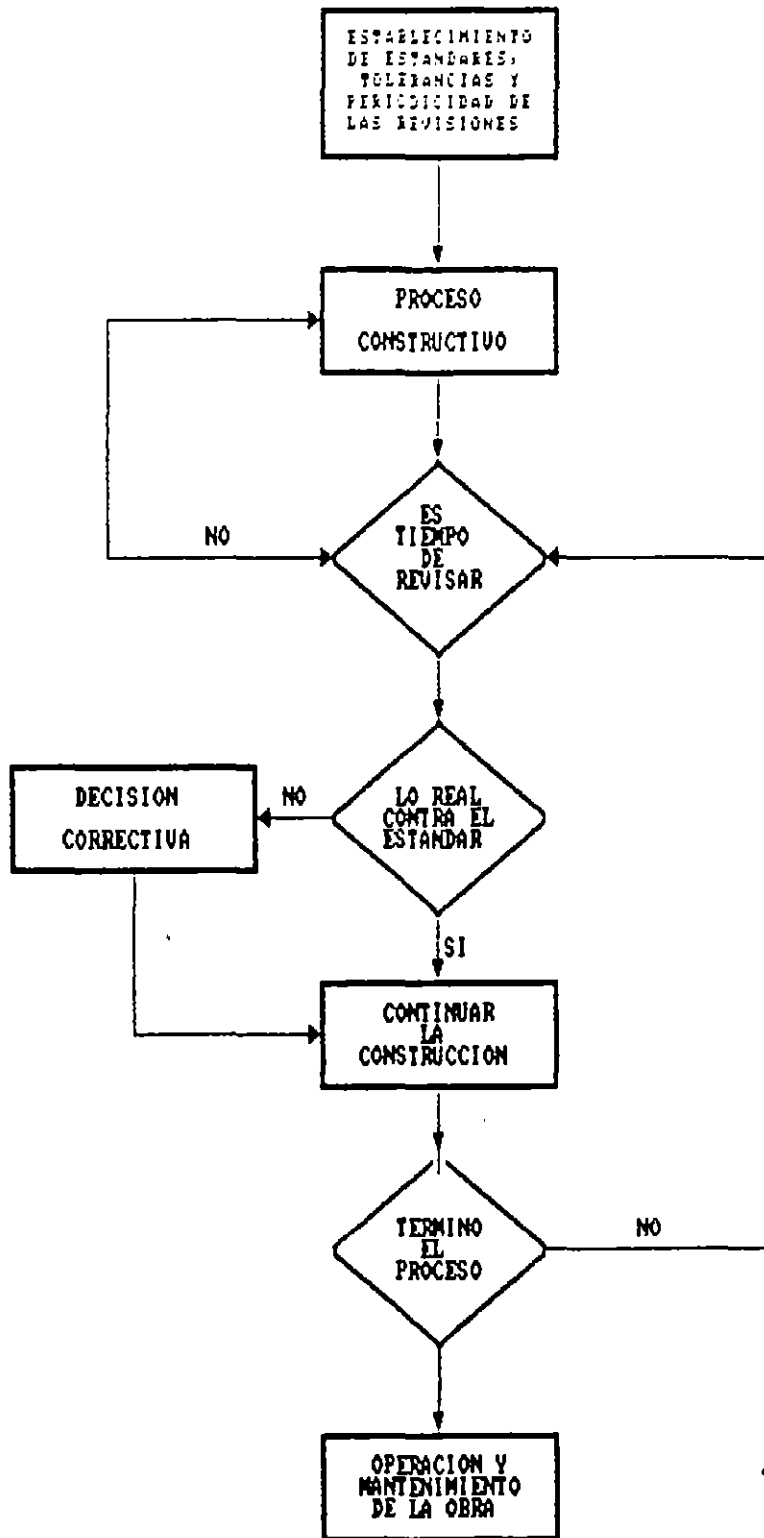 ESTABLECIMIENTO
DE ESTANDARES,
TOLERANCIAS Y
PERIODICIDAD DE
LAS REVISIONES
PROCESO
CONSTRUCTIVO
ES
TIEMPO
DE
REVISAR
NO
LO REAL
CONTRA EL
ESTANDAR
NO
DECISION
CORRECTIVA
SI
CONTINUAR
LA
CONSTRUCCION
TERMINO
EL
PROCESO
NO
OPERACION Y
MANTENIMIENTO
DE LA OBRA